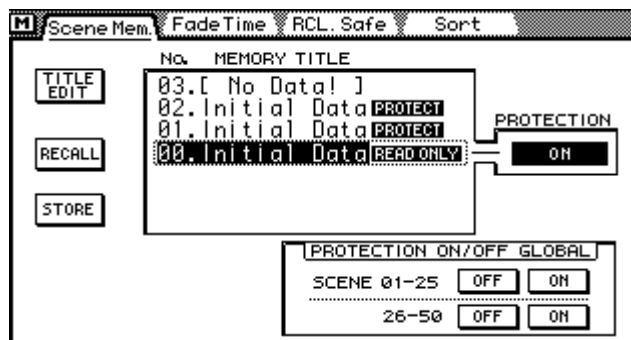 M Scene Mem. Fade Time RCL. Safe Sort
No. MEMORY TITLE
TITLE EDIT
03.[ No Data! ]
02.Initial Data PROTECT
01.Initial Data PROTECT
00.Initial Data READ ONLY
PROTECTION
ON
RECALL
STORE
PROTECTION ON/OFF GLOBAL
SCENE 01-25 OFF ON
26-50 OFF ON